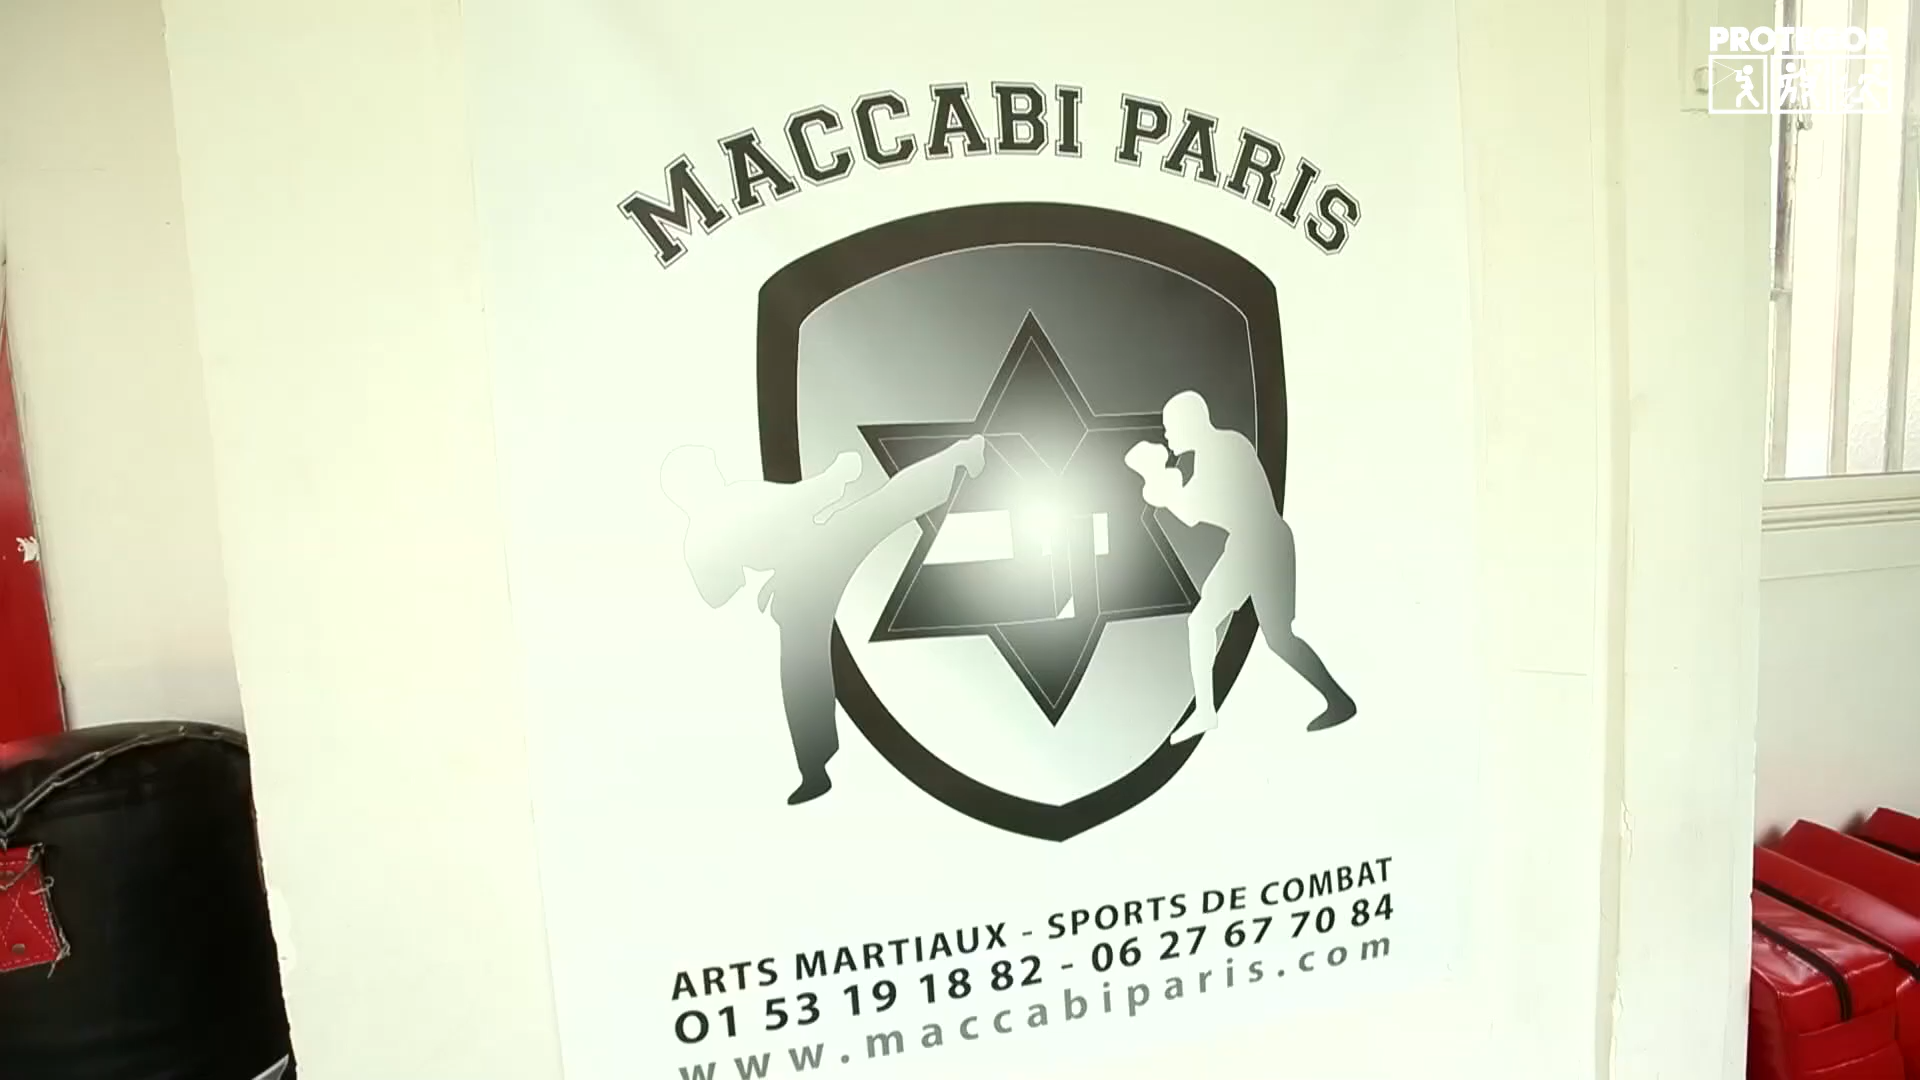 PROTEGOR
MACCABI PARIS
ARTS MARTIAUX - SPORTS DE COMBAT
01 53 19 18 82 - 06 27 67 70 84
www.maccabiparis.com